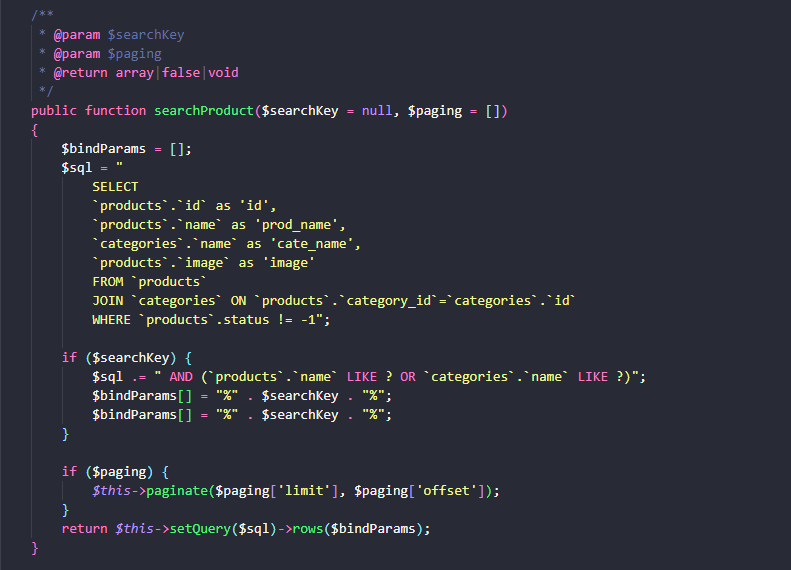 /**
 * @param $searchKey
 * @param $paging
 * @return array|false|void
 */
public function searchProduct($searchKey = null, $paging = [])
{
    $bindParams = [];
    $sql = "
        SELECT
        `products`.`id` as 'id',
        `products`.`name` as 'prod_name',
        `categories`.`name` as 'cate_name',
        `products`.`image` as 'image'
        FROM `products`
        JOIN `categories` ON `products`.`category_id`=`categories`.`id`
        WHERE `products`.status != -1";

    if ($searchKey) {
        $sql .= " AND (`products`.`name` LIKE ? OR `categories`.`name` LIKE ?)";
        $bindParams[] = "%" . $searchKey . "%";
        $bindParams[] = "%" . $searchKey . "%";
    }

    if ($paging) {
        $this->paginate($paging['limit'], $paging['offset']);
    }
    return $this->setQuery($sql)->rows($bindParams);
}